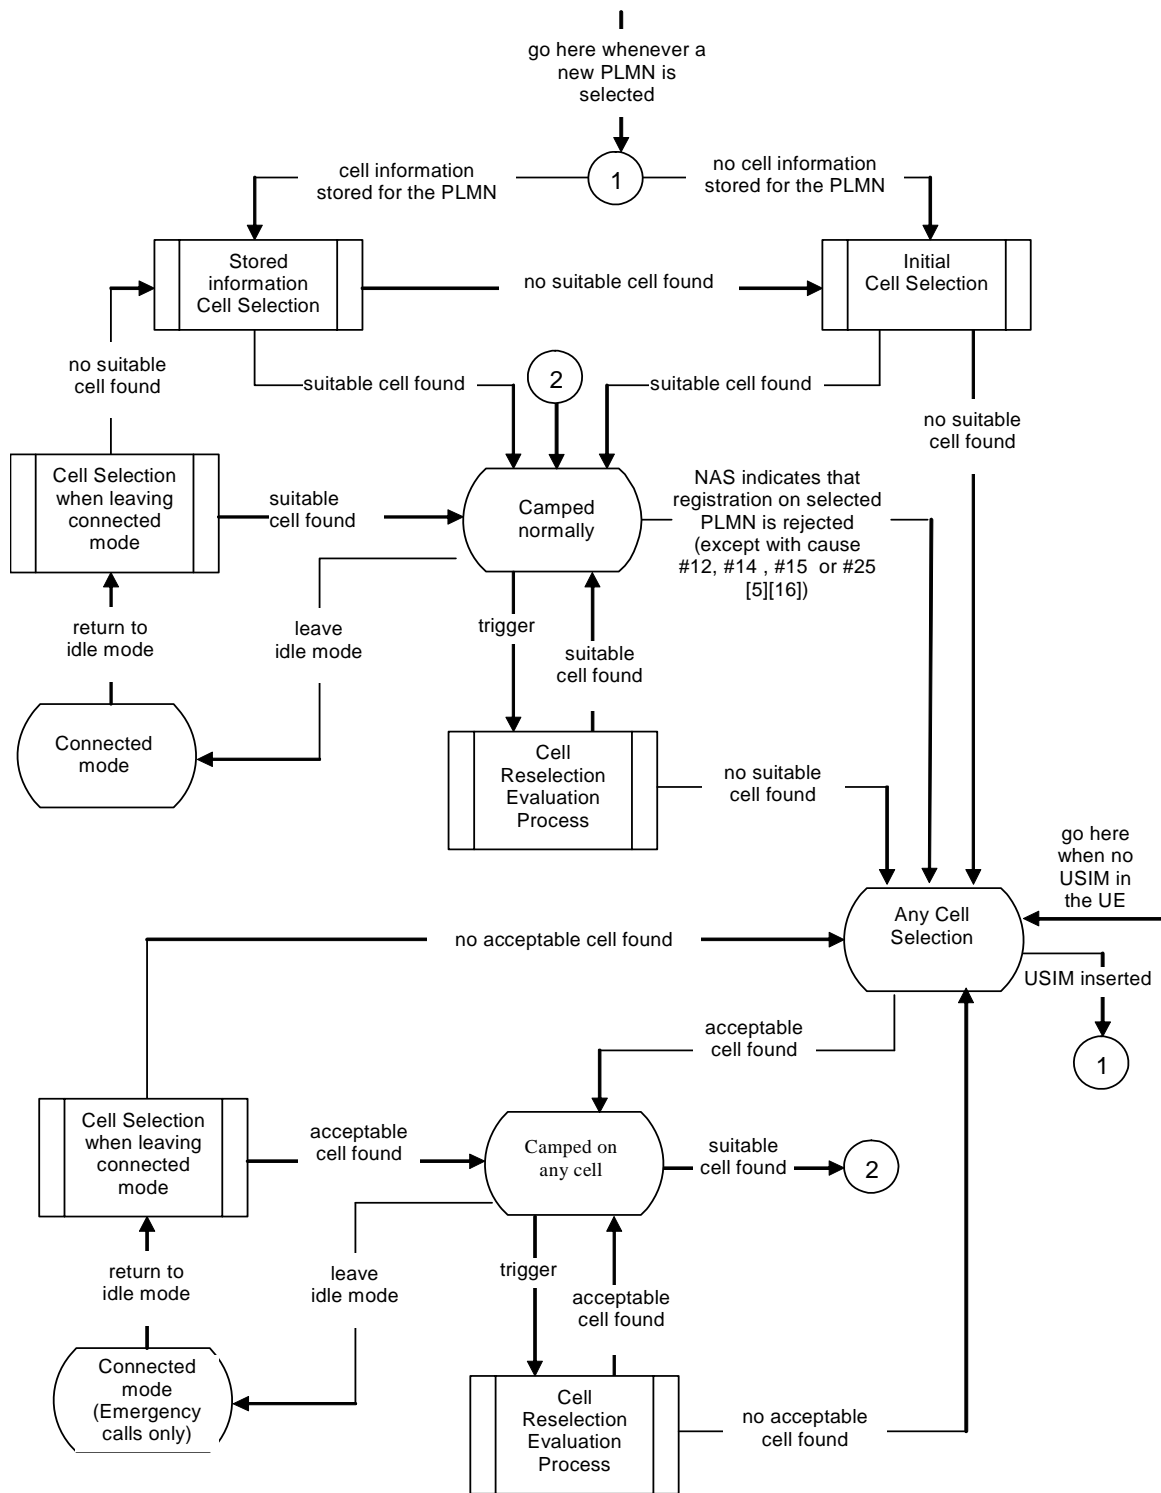 go here whenever a
new PLMN is
selected
1
cell information
stored for the PLMN
no cell information
stored for the PLMN
Stored
information
Cell Selection
no suitable cell found
Initial
Cell Selection
no suitable
cell found
suitable cell found
2
suitable cell found
no suitable
cell found
Cell Selection
when leaving
connected
mode
suitable
cell found
Camped
normally
NAS indicates that
registration on selected
PLMN is rejected
(except with cause
#12, #14 , #15 or #25
[5][16])
return to
idle mode
leave
idle mode
trigger
suitable
cell found
Connected
mode
Cell
Reselection
Evaluation
Process
no suitable
cell found
go here
when no
USIM in
the UE
Any Cell
Selection
no acceptable cell found
USIM inserted
acceptable
cell found
1
Cell Selection
when leaving
connected
mode
acceptable
cell found
Camped on
any cell
suitable
cell found
2
return to
idle mode
leave
idle mode
trigger
acceptable
cell found
Connected
mode
(Emergency
calls only)
Cell
Reselection
Evaluation
Process
no acceptable
cell found